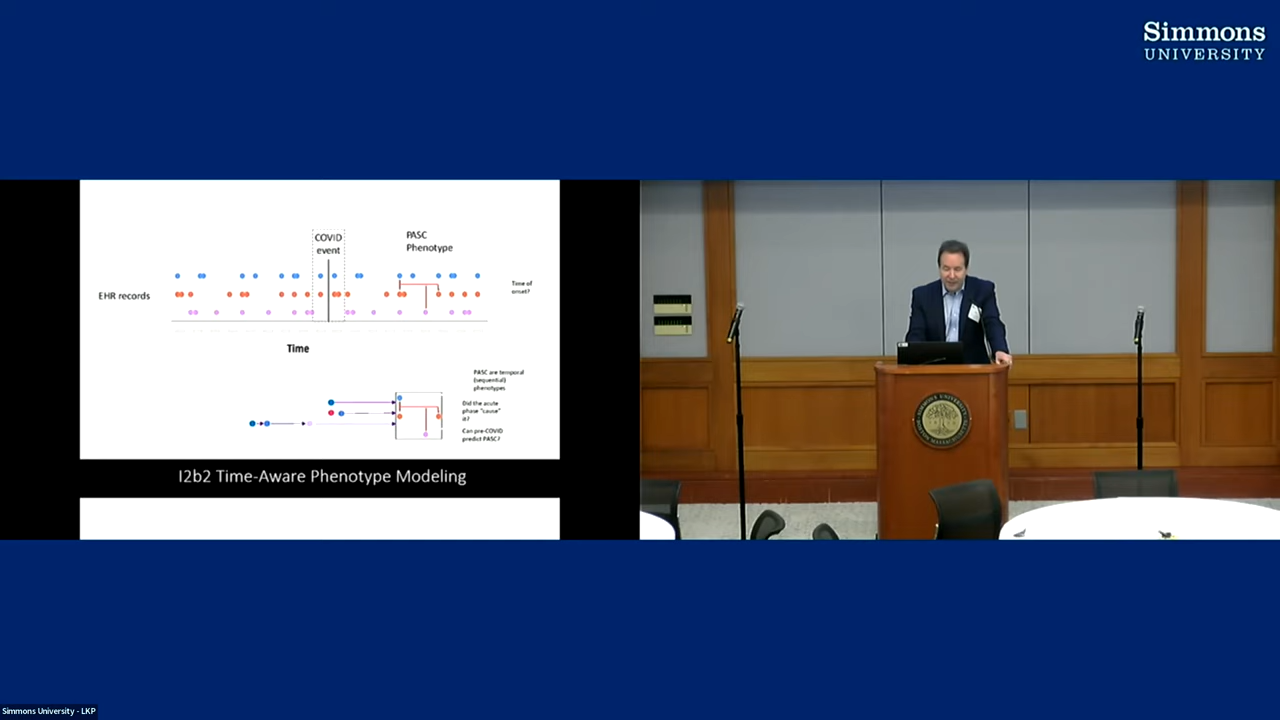 Simmons
UNIVERSITY
COVID
event
PASC
Phenotype
EHR records
Time of
onset?
Time
PASC are temporal
(sequential)
phenotypes
Did the acute
phase "cause"
it?
Can pre-COVID
predict PASC?
I2b2 Time-Aware Phenotype Modeling
Simmons University - LKP